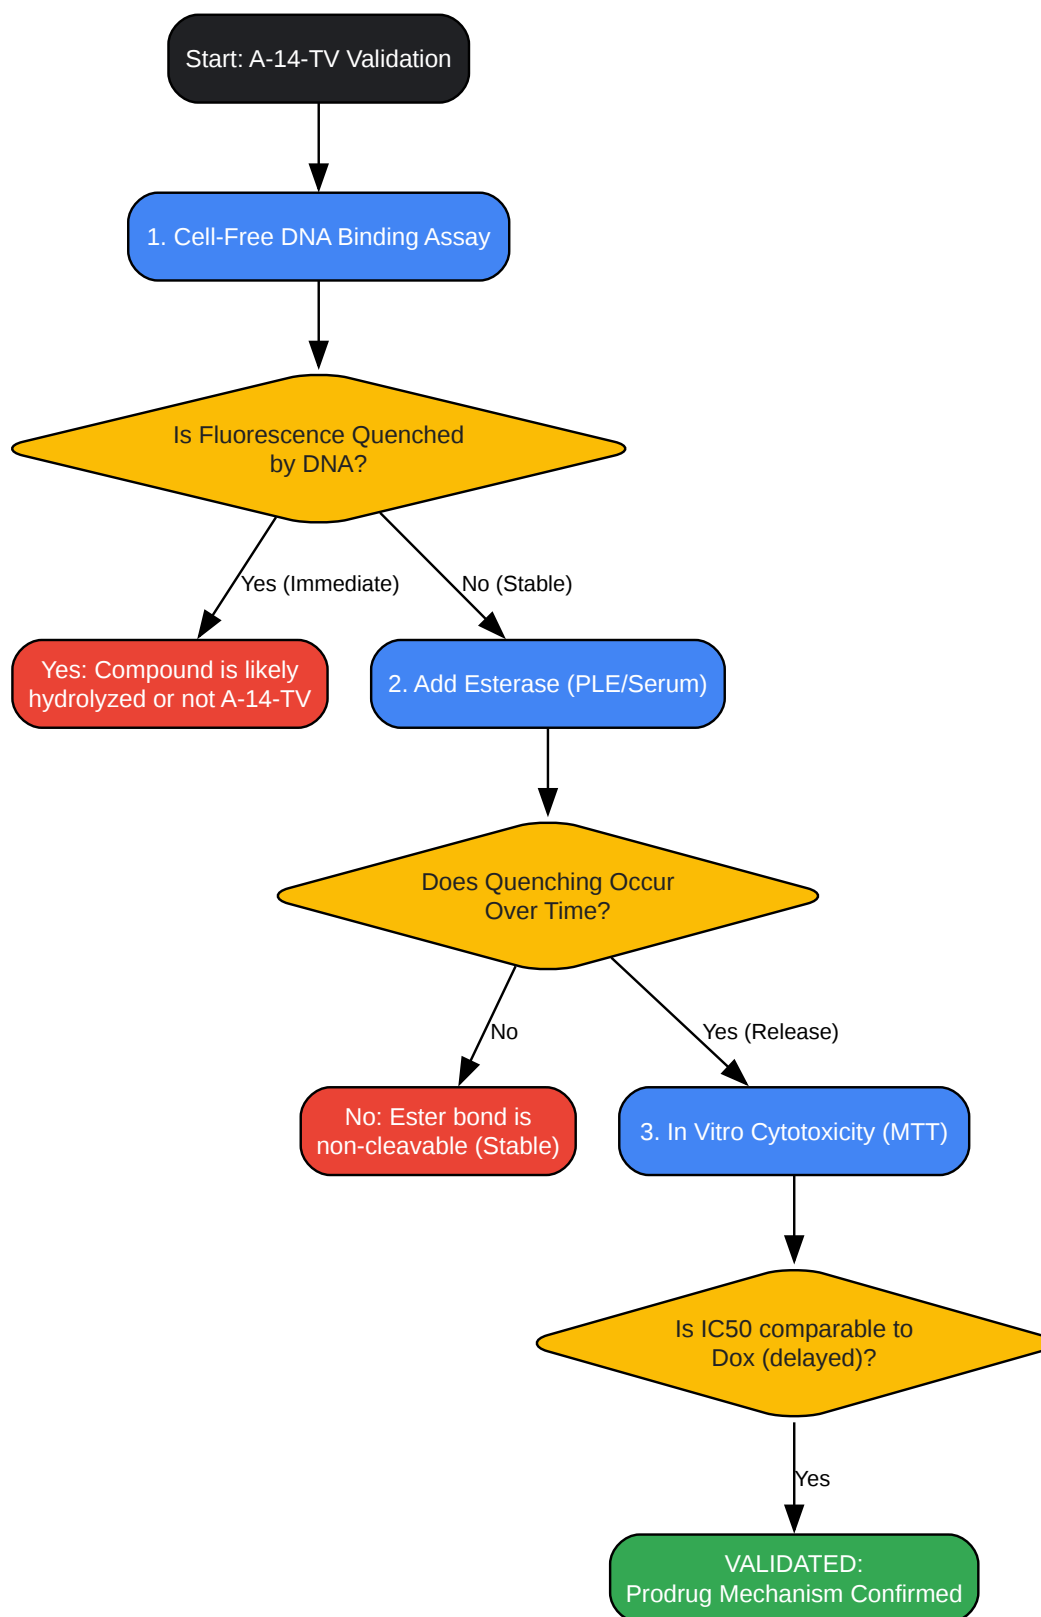 Start: A-14-TV Validation
1. Cell-Free DNA Binding Assay
Is Fluorescence Quenched
by DNA?
Yes (Immediate)
No (Stable)
Yes: Compound is likely
hydrolyzed or not A-14-TV
2. Add Esterase (PLE/Serum)
Does Quenching Occur
Over Time?
No
Yes (Release)
No: Ester bond is
non-cleavable (Stable)
3. In Vitro Cytotoxicity (MTT)
Is IC50 comparable to
Dox (delayed)?
Yes
VALIDATED:
Prodrug Mechanism Confirmed